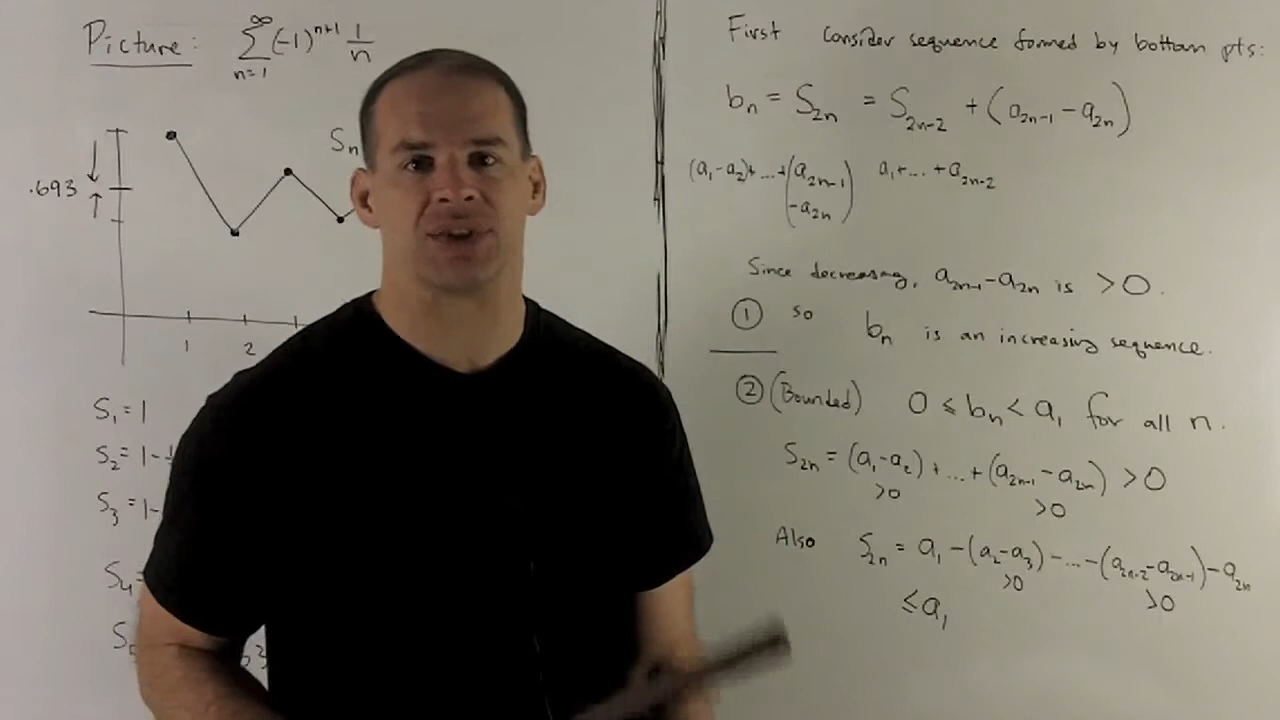 Picture: ∞ Σ n=1 (-1)^{n+1} 1/n
S_n
.693
1 2
S_1 = 1
S_2 = 1 -
S_3 = 1 -
S_4 =
First consider sequence formed by bottom pts:
b_n = S_{2n} = S_{2n-2} + (a_{2n-1} - a_{2n})
(a_1 - a_2) + ... + (a_{2n-1} - a_{2n}) a_1 + ... + a_{2n-2}
Since decreasing, a_{2n-1} - a_{2n} is > 0.
① so b_n is an increasing sequence.
② (Bounded) 0 ≤ b_n < a_1 for all n.
S_{2n} = (a_1 - a_2) + ... + (a_{2n-1} - a_{2n}) > 0
>0 >0
Also S_{2n} = a_1 - (a_2 - a_3) - ... - (a_{2n-2} - a_{2n-1}) - a_{2n}
>0 >0
≤ a_1